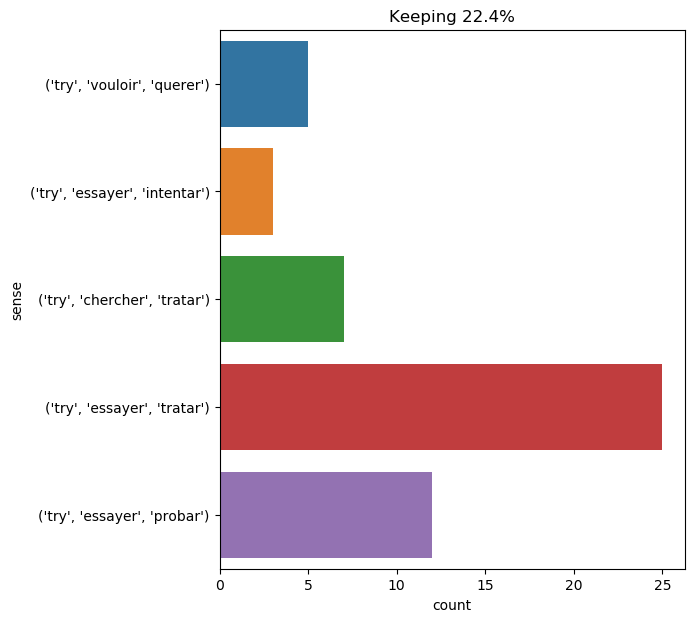 Keeping 22.4%
('try', 'vouloir', 'querer')
('try', 'essayer', 'intentar')
('try', 'chercher', 'tratar')
('try', 'essayer', 'tratar')
('try', 'essayer', 'probar')
sense
0 5 10 15 20 25
count